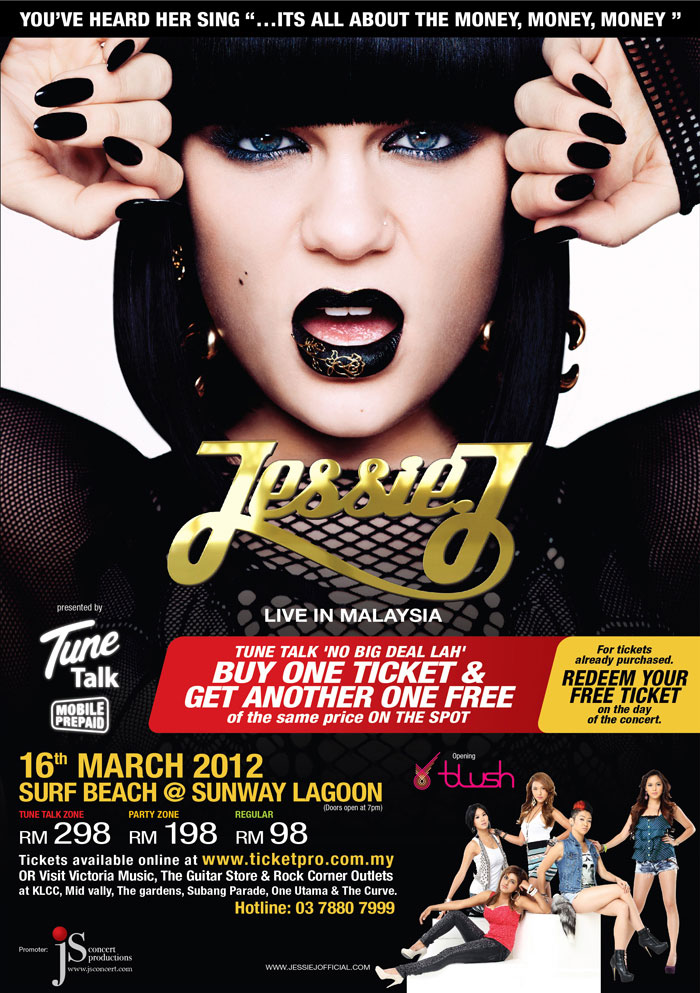 YOU'VE HEARD HER SING “...ITS ALL ABOUT THE MONEY, MONEY, MONEY ”
Jessie.J
LIVE IN MALAYSIA
presented by
Tune
Talk
MOBILE
PREPAID
TUNE TALK 'NO BIG DEAL LAH'
BUY ONE TICKET &
GET ANOTHER ONE FREE
of the same price ON THE SPOT
For tickets
already purchased.
REDEEM YOUR
FREE TICKET
on the day
of the concert.
16th MARCH 2012
SURF BEACH @ SUNWAY LAGOON
(Doors open at 7pm)
TUNE TALK ZONE PARTY ZONE REGULAR
RM 298 RM 198 RM 98
Tickets available online at www.ticketpro.com.my
OR Visit Victoria Music, The Guitar Store & Rock Corner Outlets
at KLCC, Mid vally, The gardens, Subang Parade, One Utama & The Curve.
Hotline: 03 7880 7999
Opening
blush
Promoter:
jS concert
productions
www.jsconcert.com
WWW.JESSIEJOFFICIAL.COM